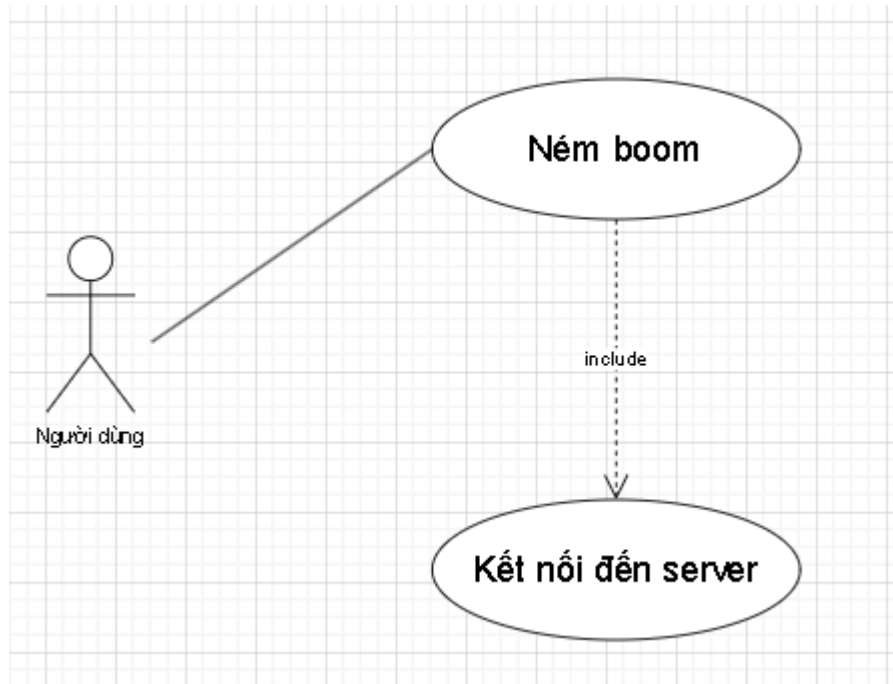 Ném boom
include
Người dùng
Kết nối đến server